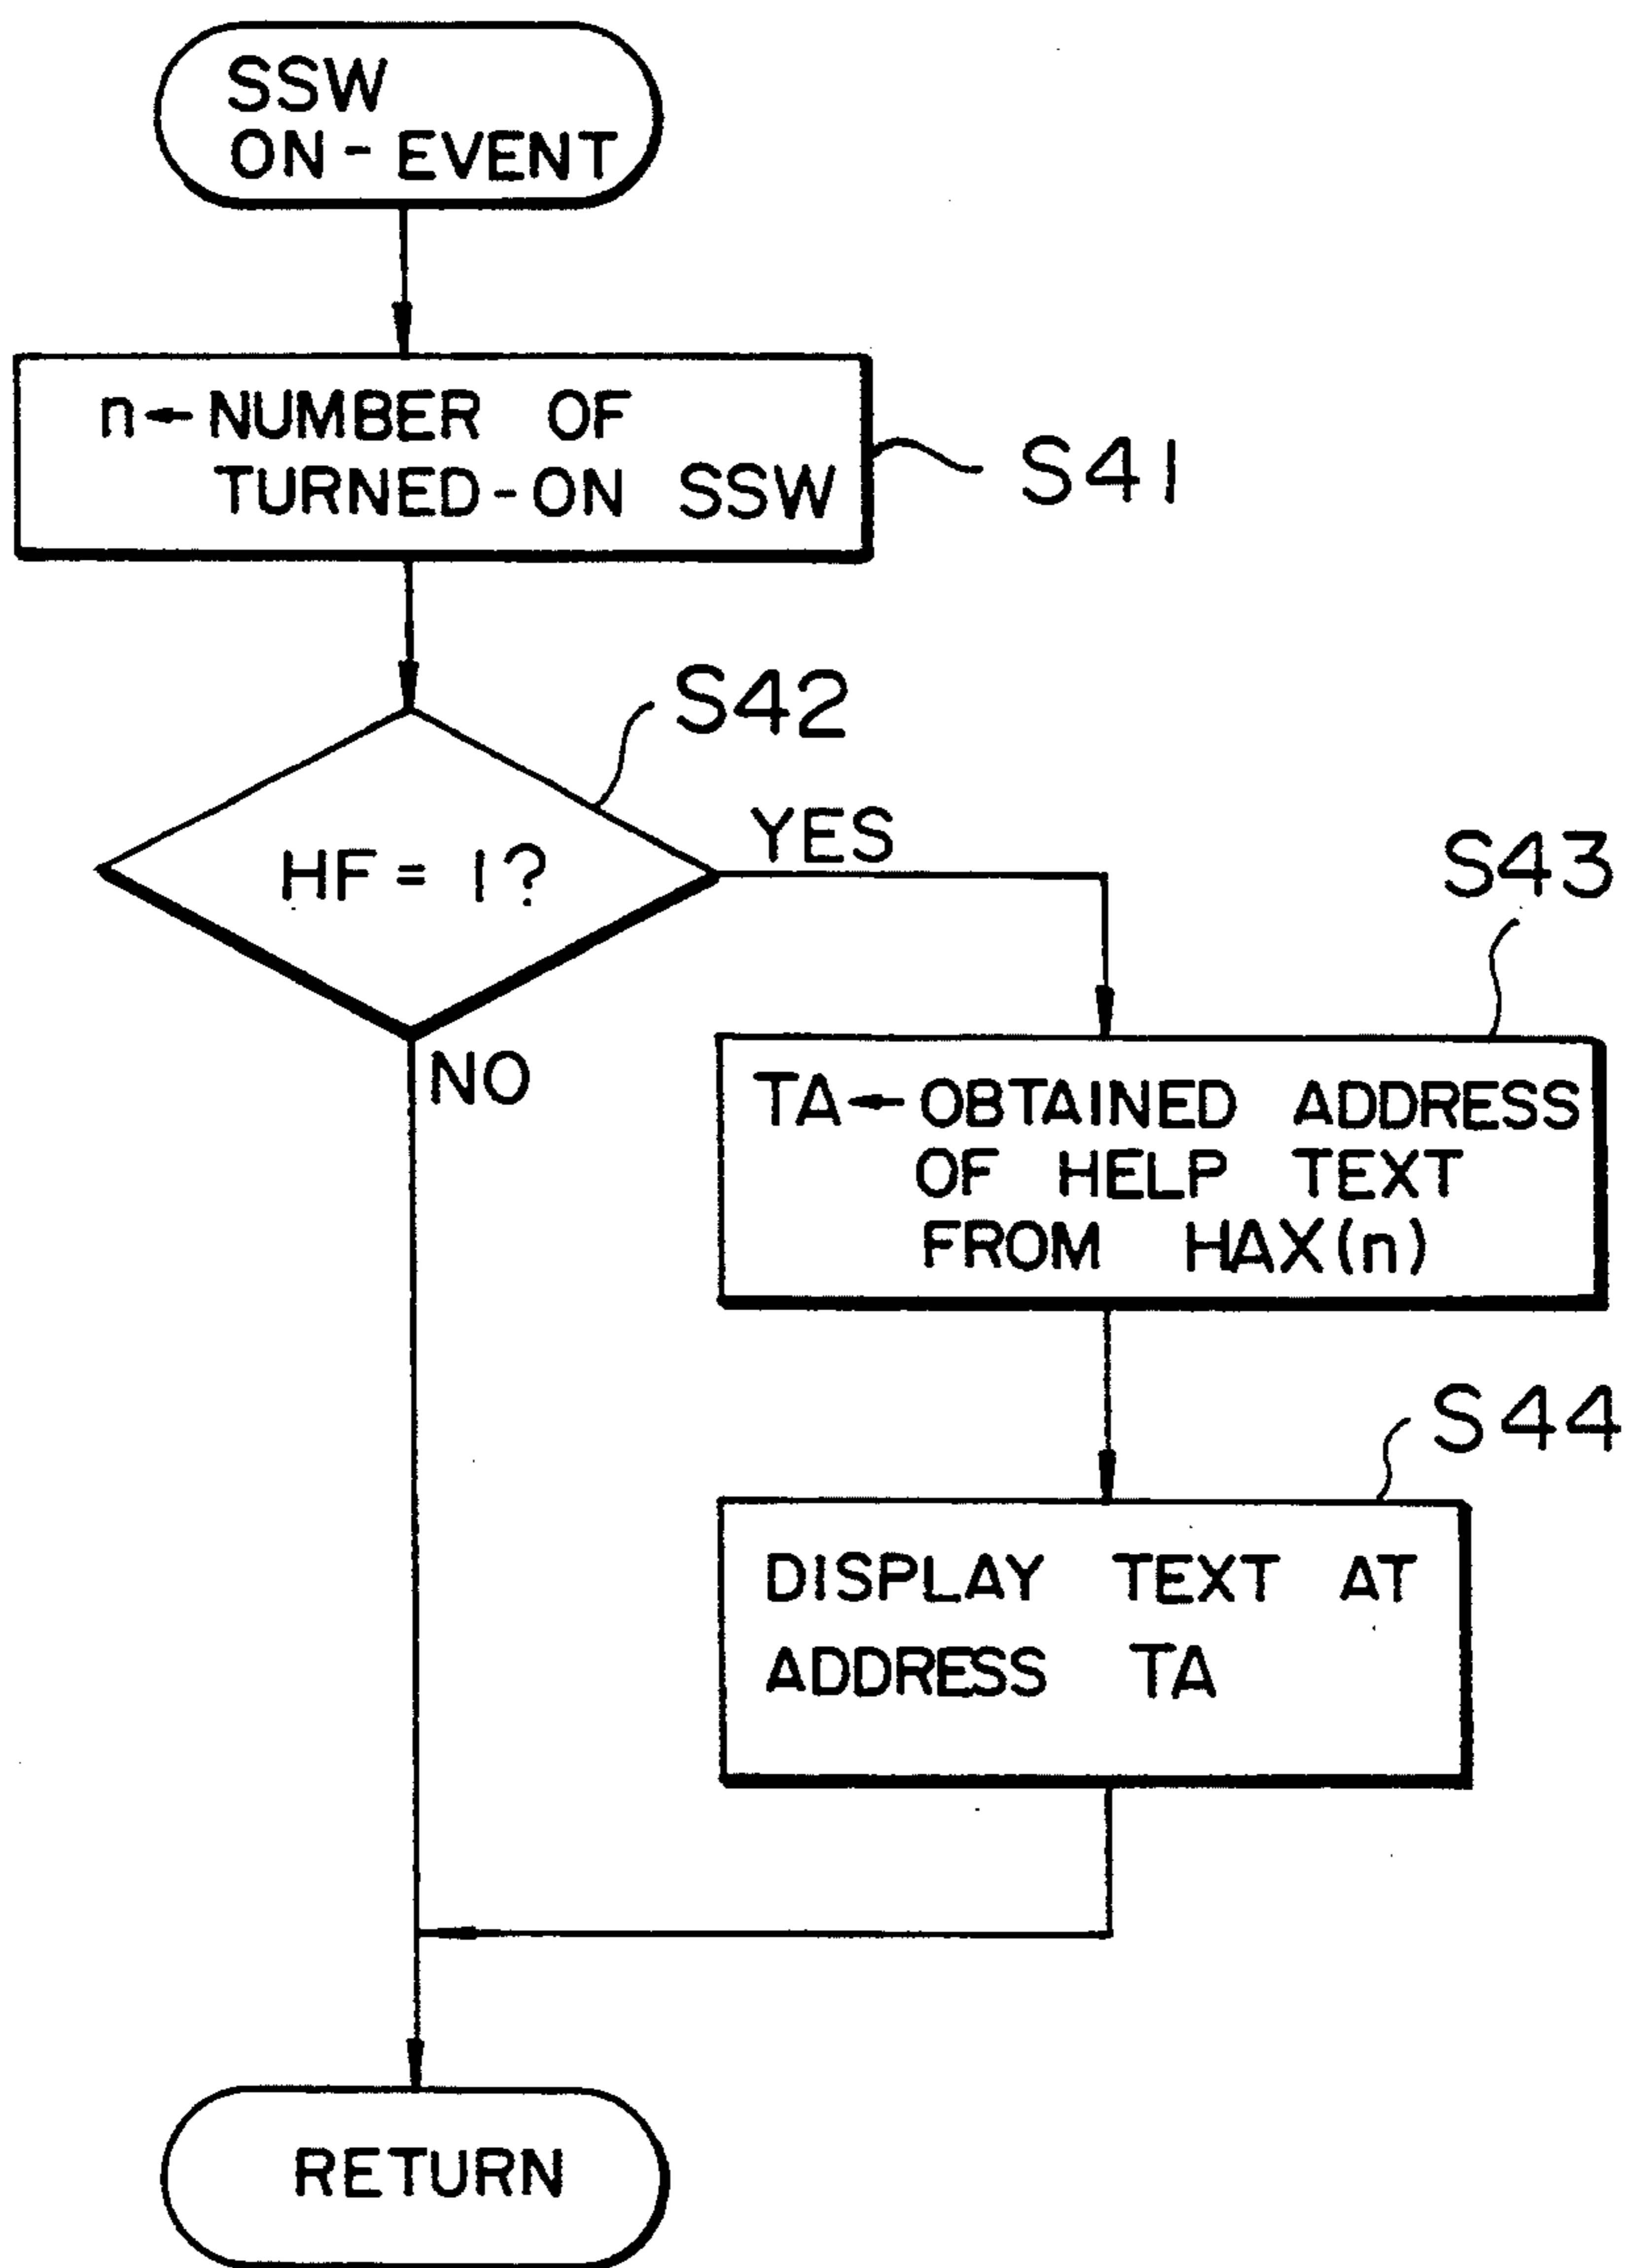 SSW
ON-EVENT
n←NUMBER OF
TURNED-ON SSW
S41
S42
HF= 1?
YES
NO
S43
TA←OBTAINED ADDRESS
OF HELP TEXT
FROM HAX(n)
S44
DISPLAY TEXT AT
ADDRESS TA
RETURN